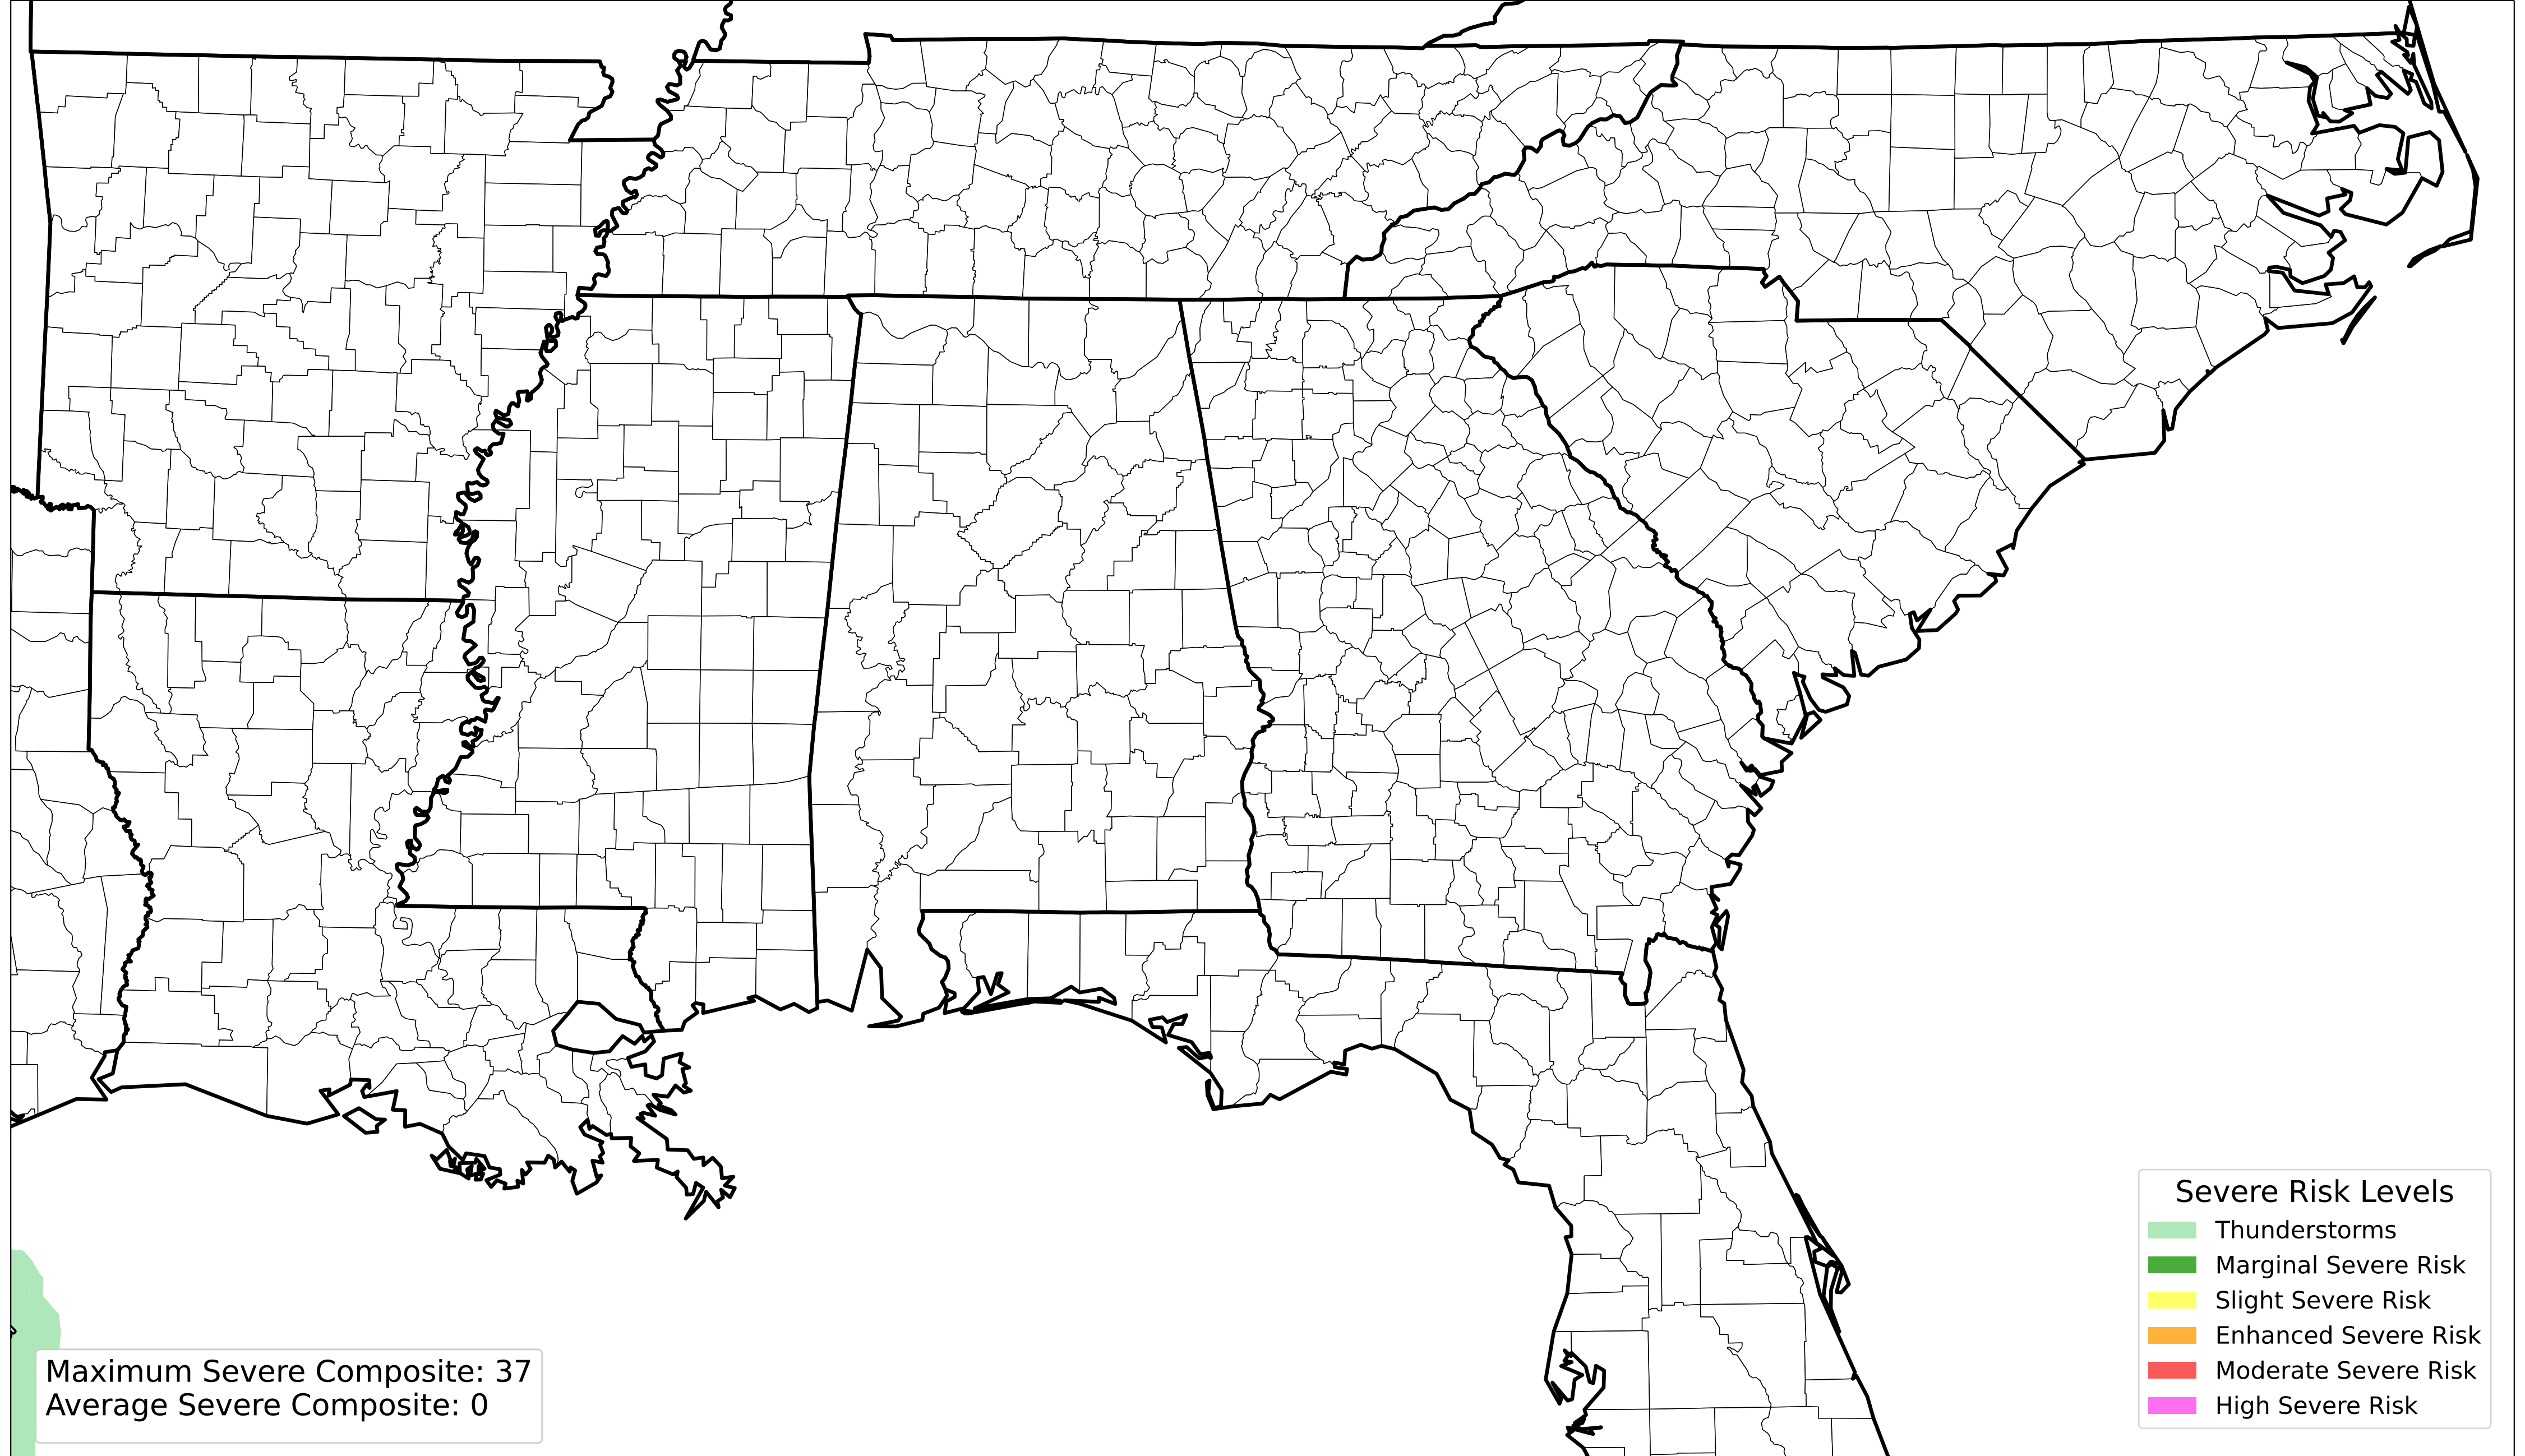 Severe Risk Levels
Thunderstorms
Marginal Severe Risk
Slight Severe Risk
Enhanced Severe Risk
Moderate Severe Risk
High Severe Risk
Maximum Severe Composite: 37
Average Severe Composite: 0